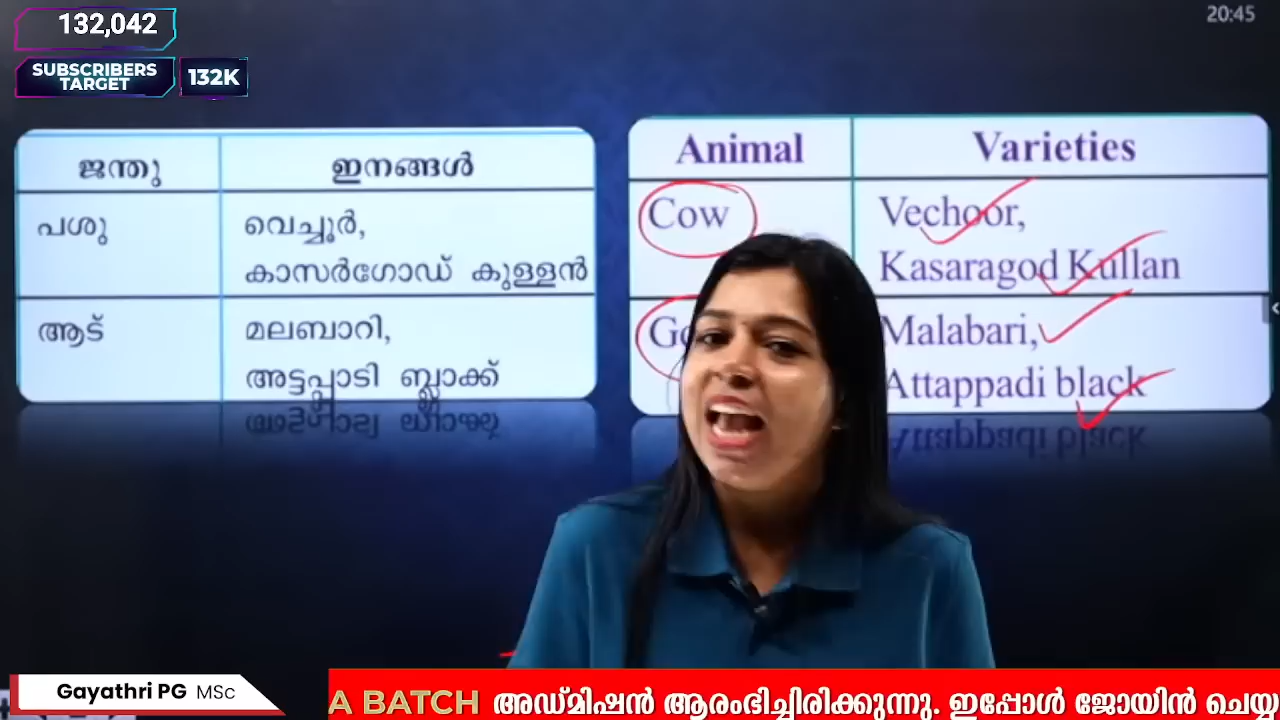 132,042
SUBSCRIBERS
TARGET
132K
20:45
ജന്തു ഇനങ്ങൾ
പശു വെച്ചൂർ,
കാസർഗോഡ് കുള്ളൻ
ആട് മലബാറി,
അട്ടപ്പാടി ബ്ലാക്ക്
Animal Varieties
Cow Vechoor,
Kasaragod Kullan
Malabari,
Attappadi black
Gayathri PG MSc
A BATCH അഡ്മിഷൻ ആരംഭിച്ചിരിക്കുന്നു. ഇപ്പോൾ ജോയിൻ